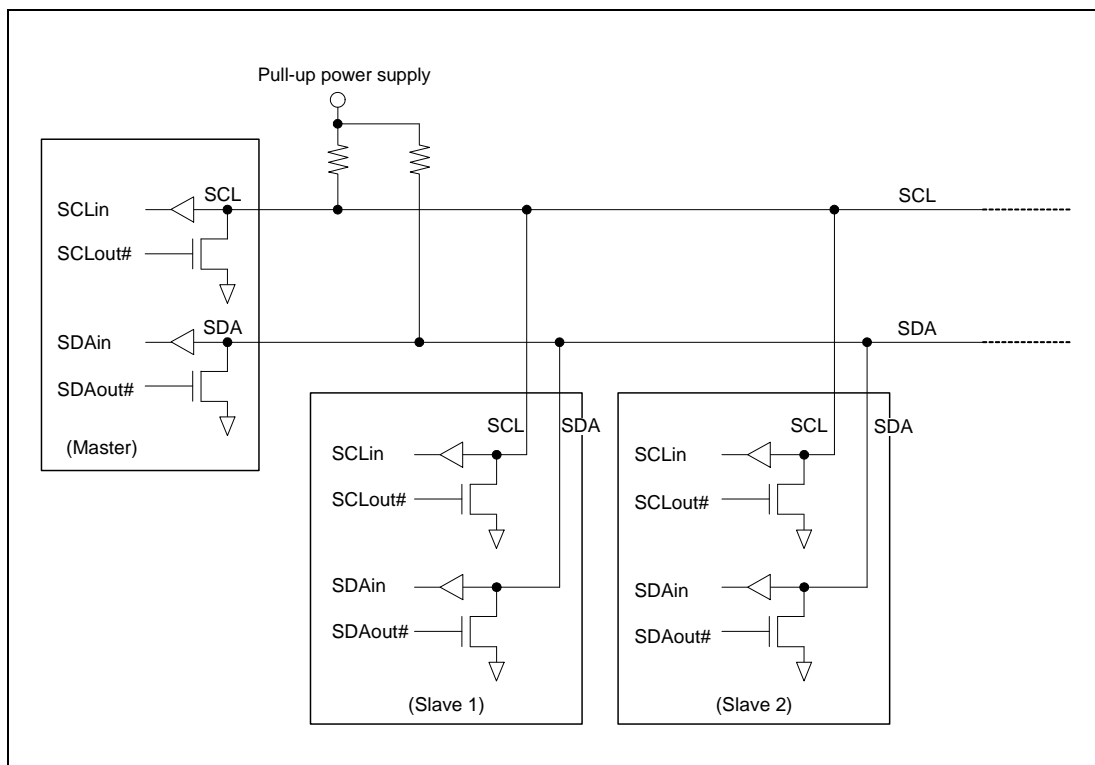 Pull-up power supply
SCL
SCLin
SCLout#
SDA
SDAin
SDAout#
(Master)
SCL
SDA
SCL
SDA
SCLin
SCLout#
SDAin
SDAout#
(Slave 1)
SCL
SDA
SCLin
SCLout#
SDAin
SDAout#
(Slave 2)